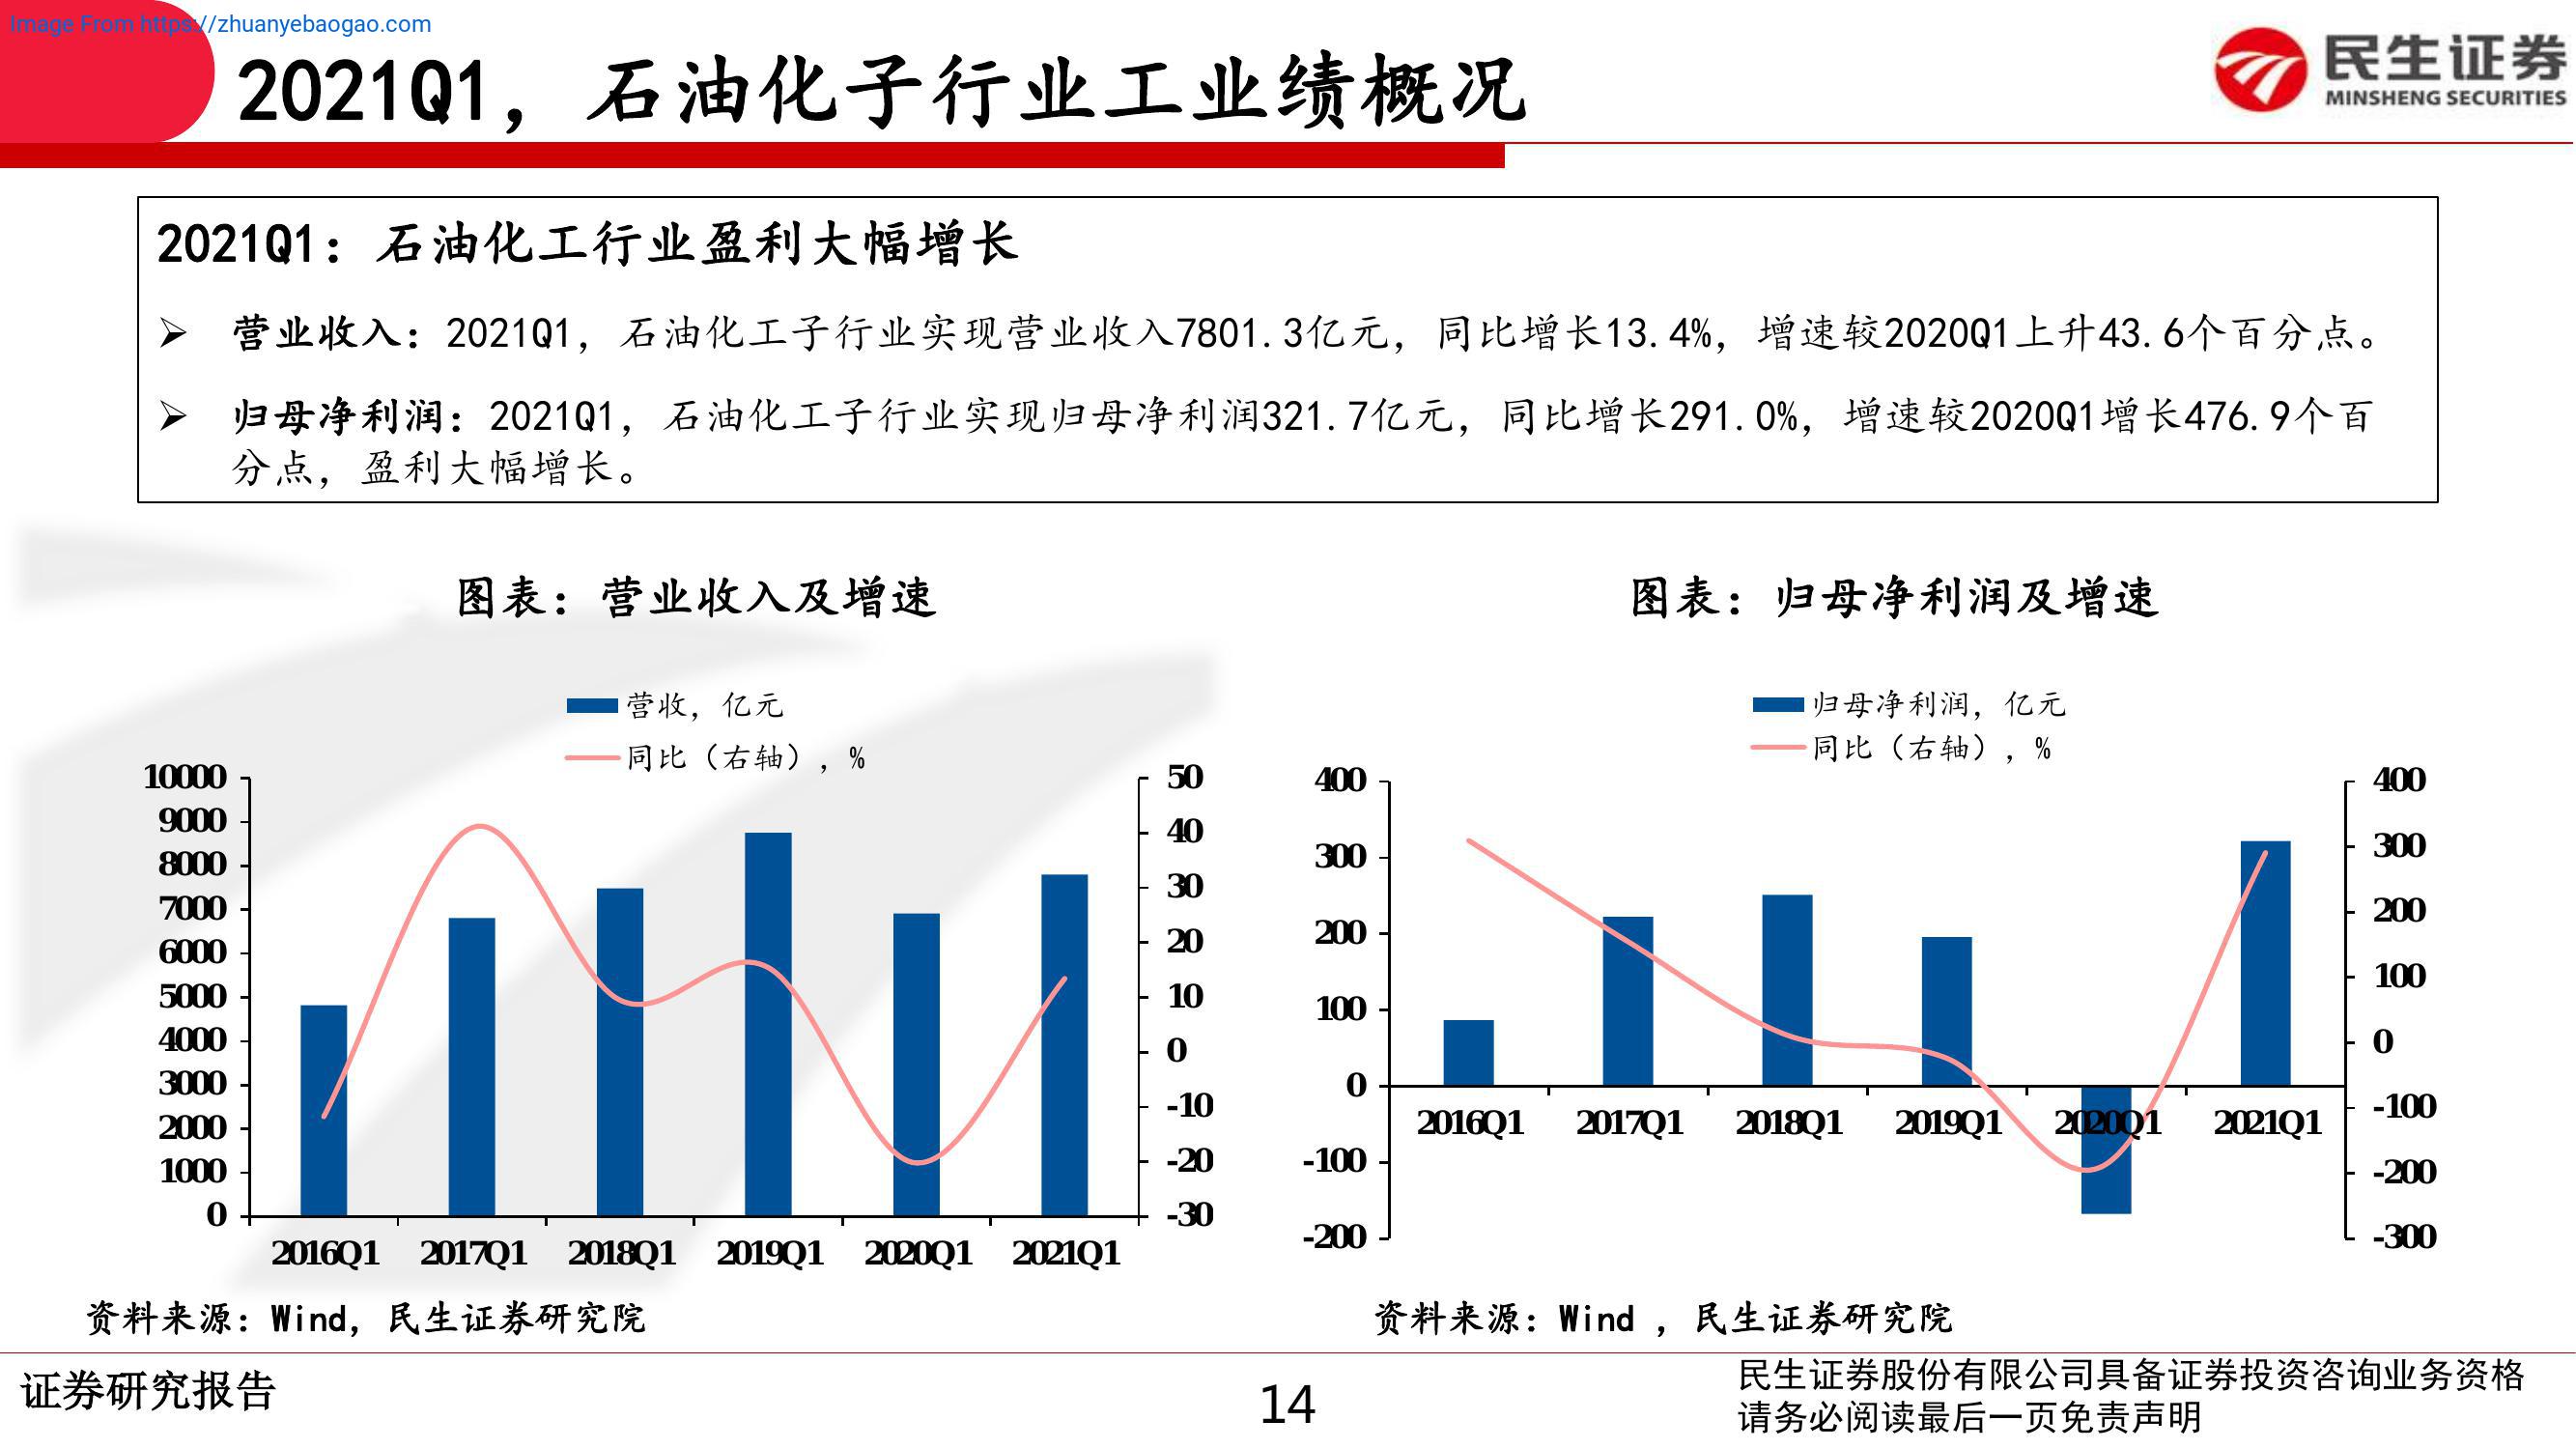 Image From https://zhuanyebaogao.com
2021Q1，石油化子行业工业绩概况
民生证券
MINSHENG SECURITIES
2021Q1：石油化工行业盈利大幅增长
➢ 营业收入：2021Q1，石油化工子行业实现营业收入7801.3亿元，同比增长13.4%，增速较2020Q1上升43.6个百分点。
➢ 归母净利润：2021Q1，石油化工子行业实现归母净利润321.7亿元，同比增长291.0%，增速较2020Q1增长476.9个百
分点，盈利大幅增长。
图表：营业收入及增速
营收，亿元
同比（右轴）,%
10000
9000
8000
7000
6000
5000
4000
3000
2000
1000
0
50
40
30
20
10
0
-10
-20
-30
2016Q1 2017Q1 2018Q1 2019Q1 2020Q1 2021Q1
资料来源：Wind，民生证券研究院
图表：归母净利润及增速
归母净利润，亿元
同比（右轴）,%
400
300
200
100
0
-100
-200
400
300
200
100
0
-100
-200
-300
2016Q1 2017Q1 2018Q1 2019Q1 2020Q1 2021Q1
资料来源：Wind ，民生证券研究院
证券研究报告
14
民生证券股份有限公司具备证券投资咨询业务资格
请务必阅读最后一页免责声明